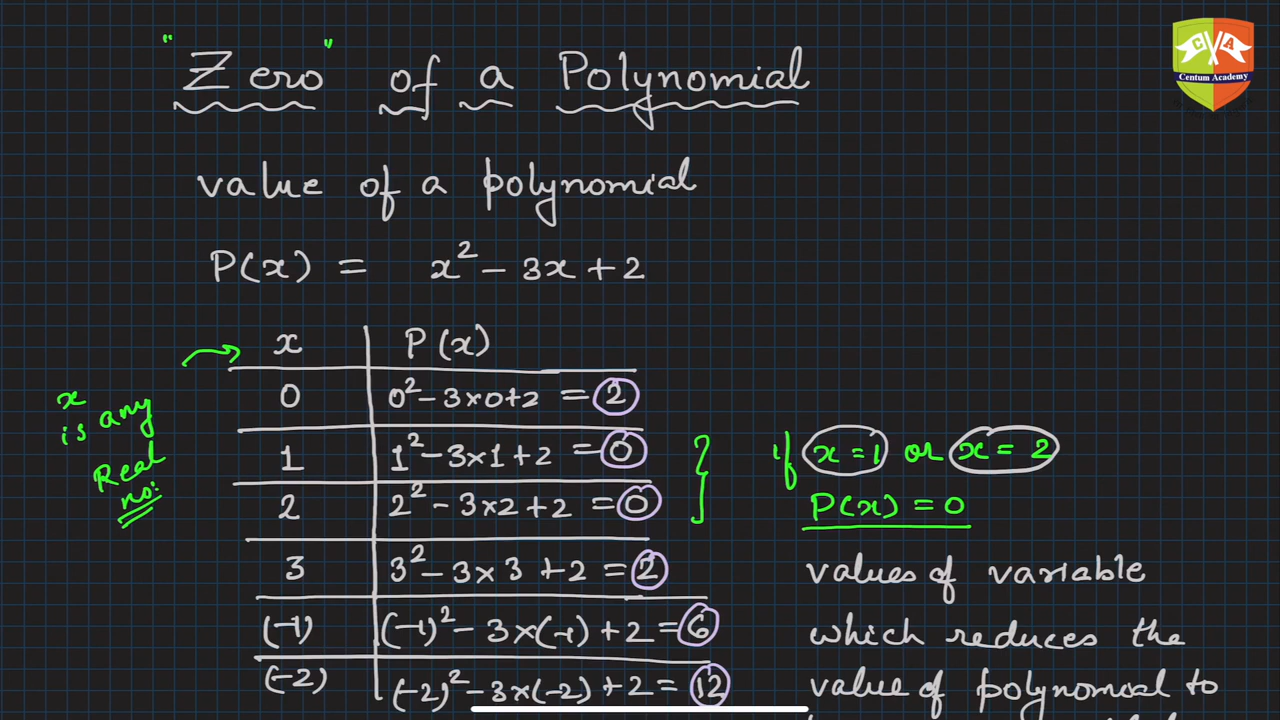 "Zero" of a Polynomial
C A
Centum Academy
value of a polynomial
P(x) = x² - 3x + 2
x P(x)
0 0² - 3×0+2 = 2
1 1² - 3×1+2 = 0
2 2² - 3×2+2 = 0
3 3² - 3×3+2 = 2
(-1) (-1)² - 3×(-1)+2 = 6
(-2) (-2)² - 3×(-2)+2 = 12
x
is any
Real
no:
if x=1 or x=2
P(x) = 0
values of variable
which reduces the
value of polynomial to